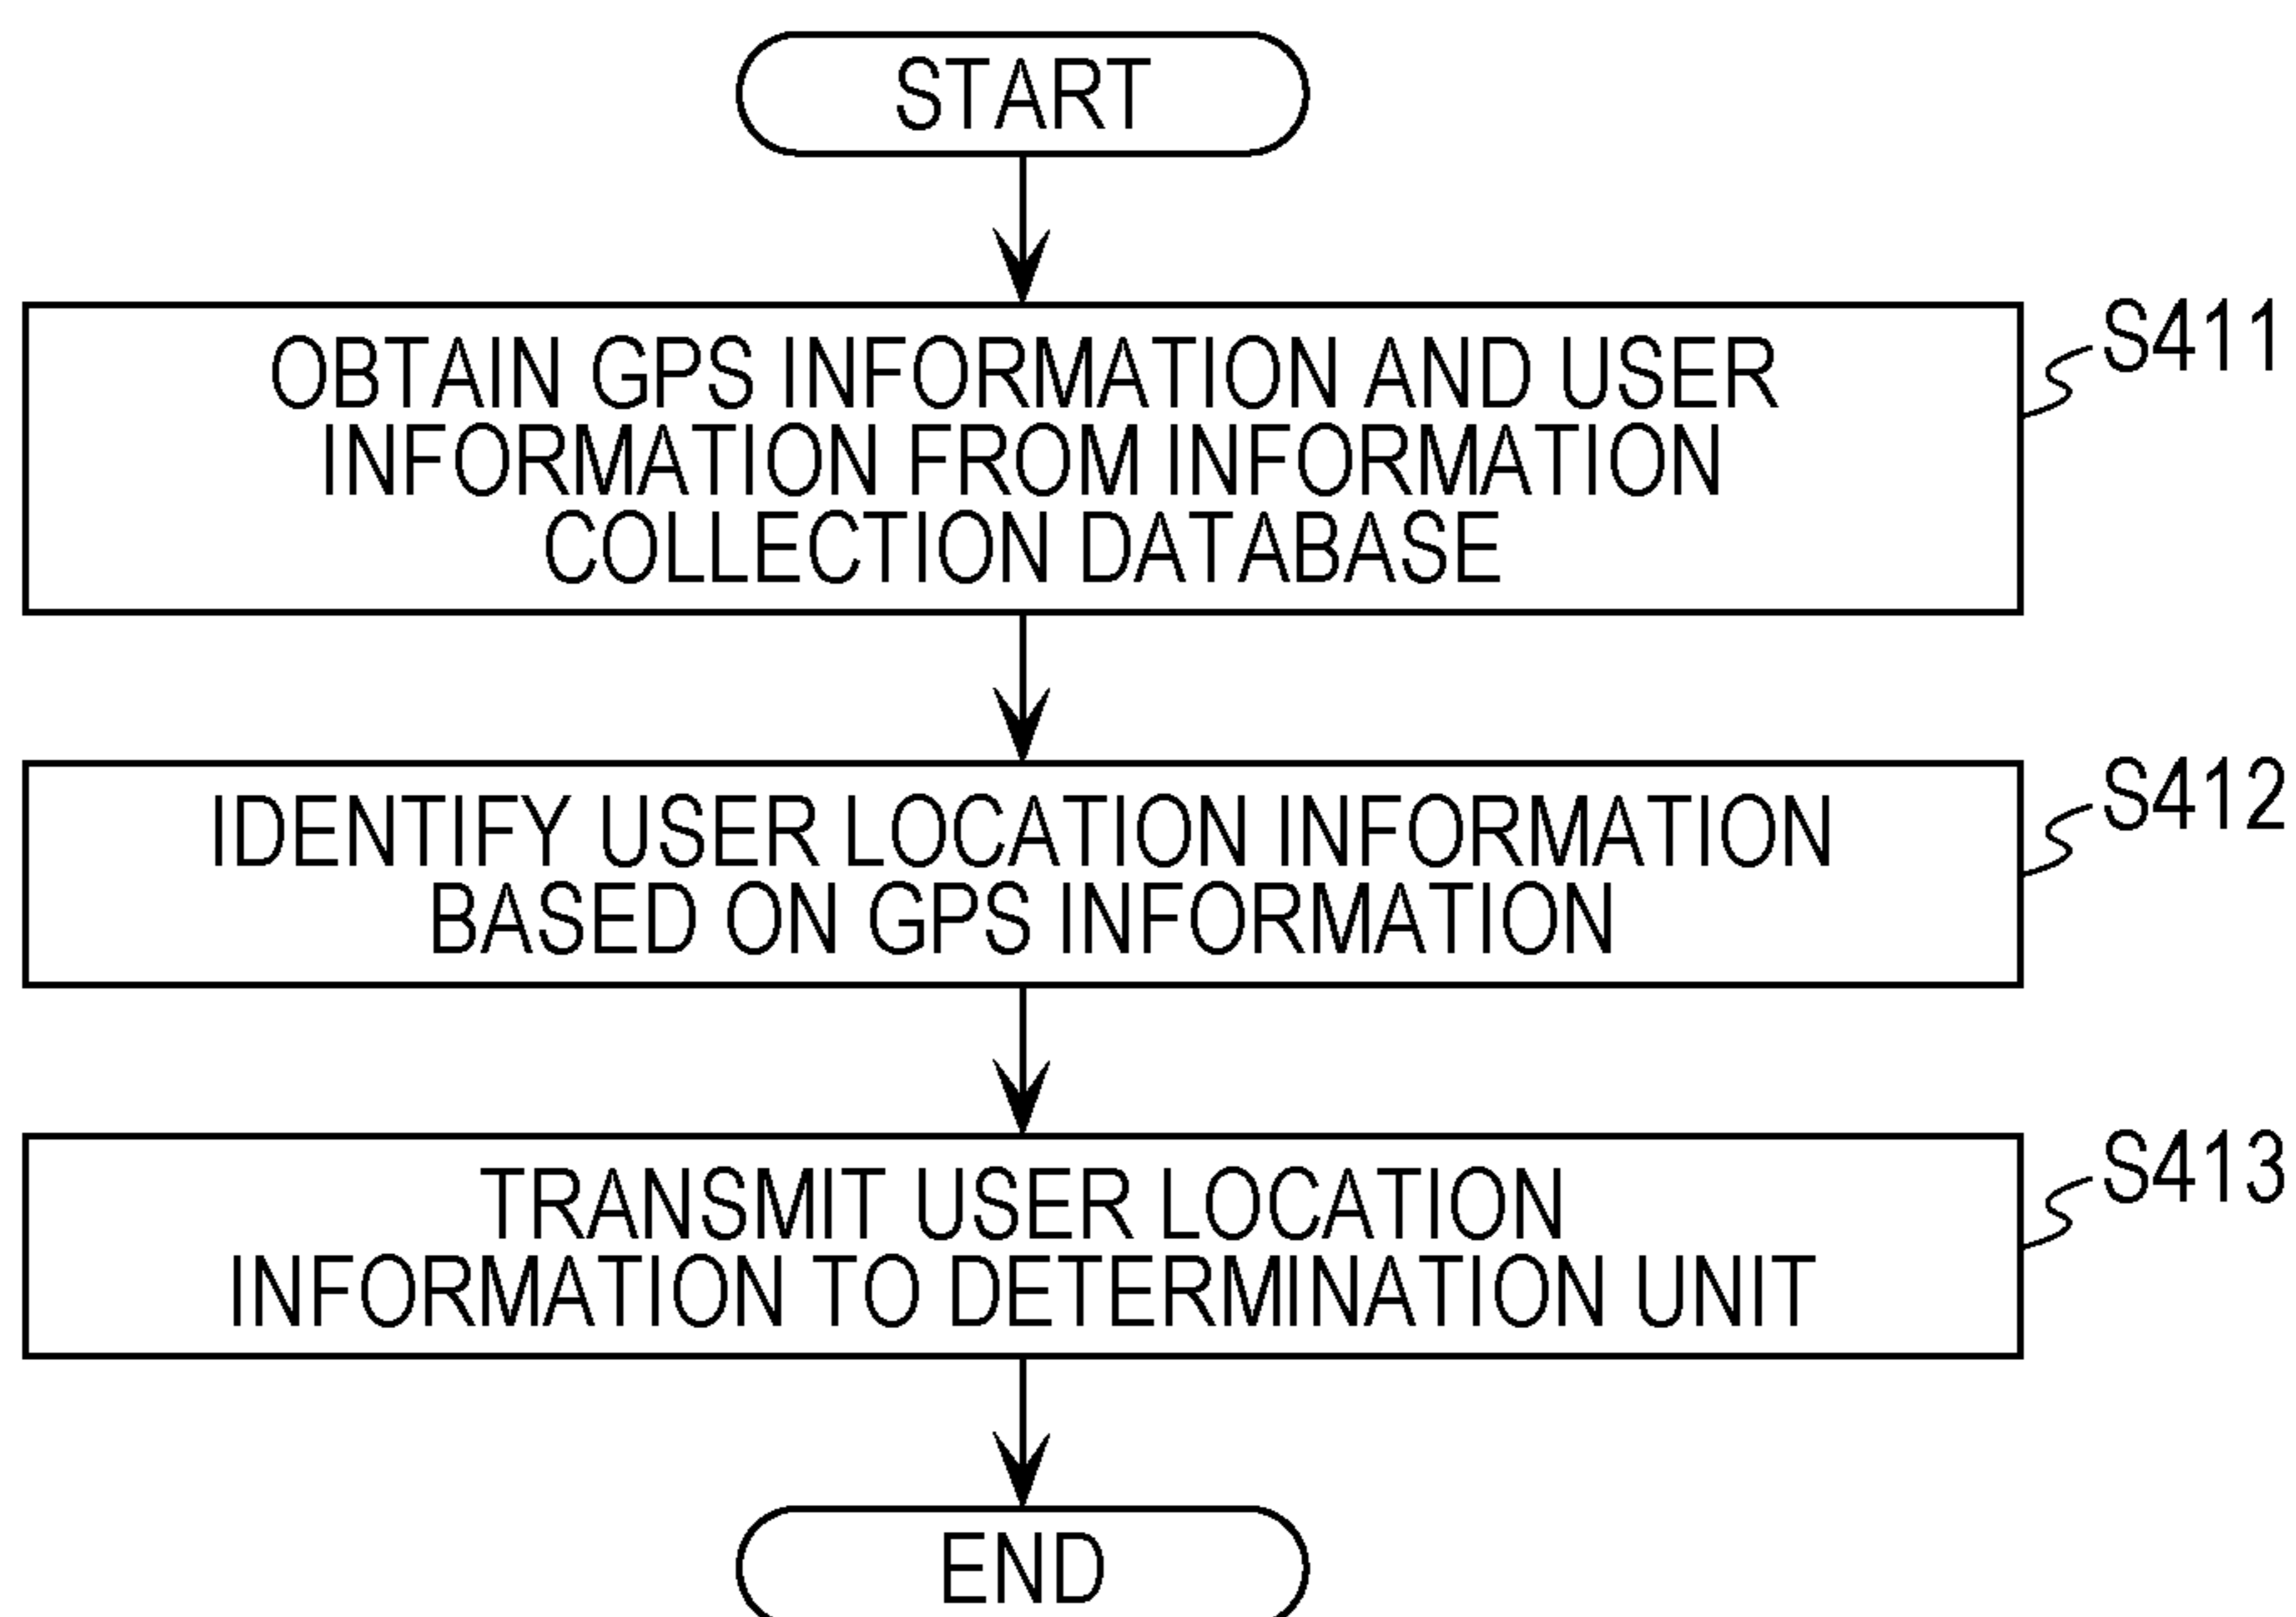 START
OBTAIN GPS INFORMATION AND USER
INFORMATION FROM INFORMATION
COLLECTION DATABASE
S411
IDENTIFY USER LOCATION INFORMATION
BASED ON GPS INFORMATION
S412
TRANSMIT USER LOCATION
INFORMATION TO DETERMINATION UNIT
S413
END